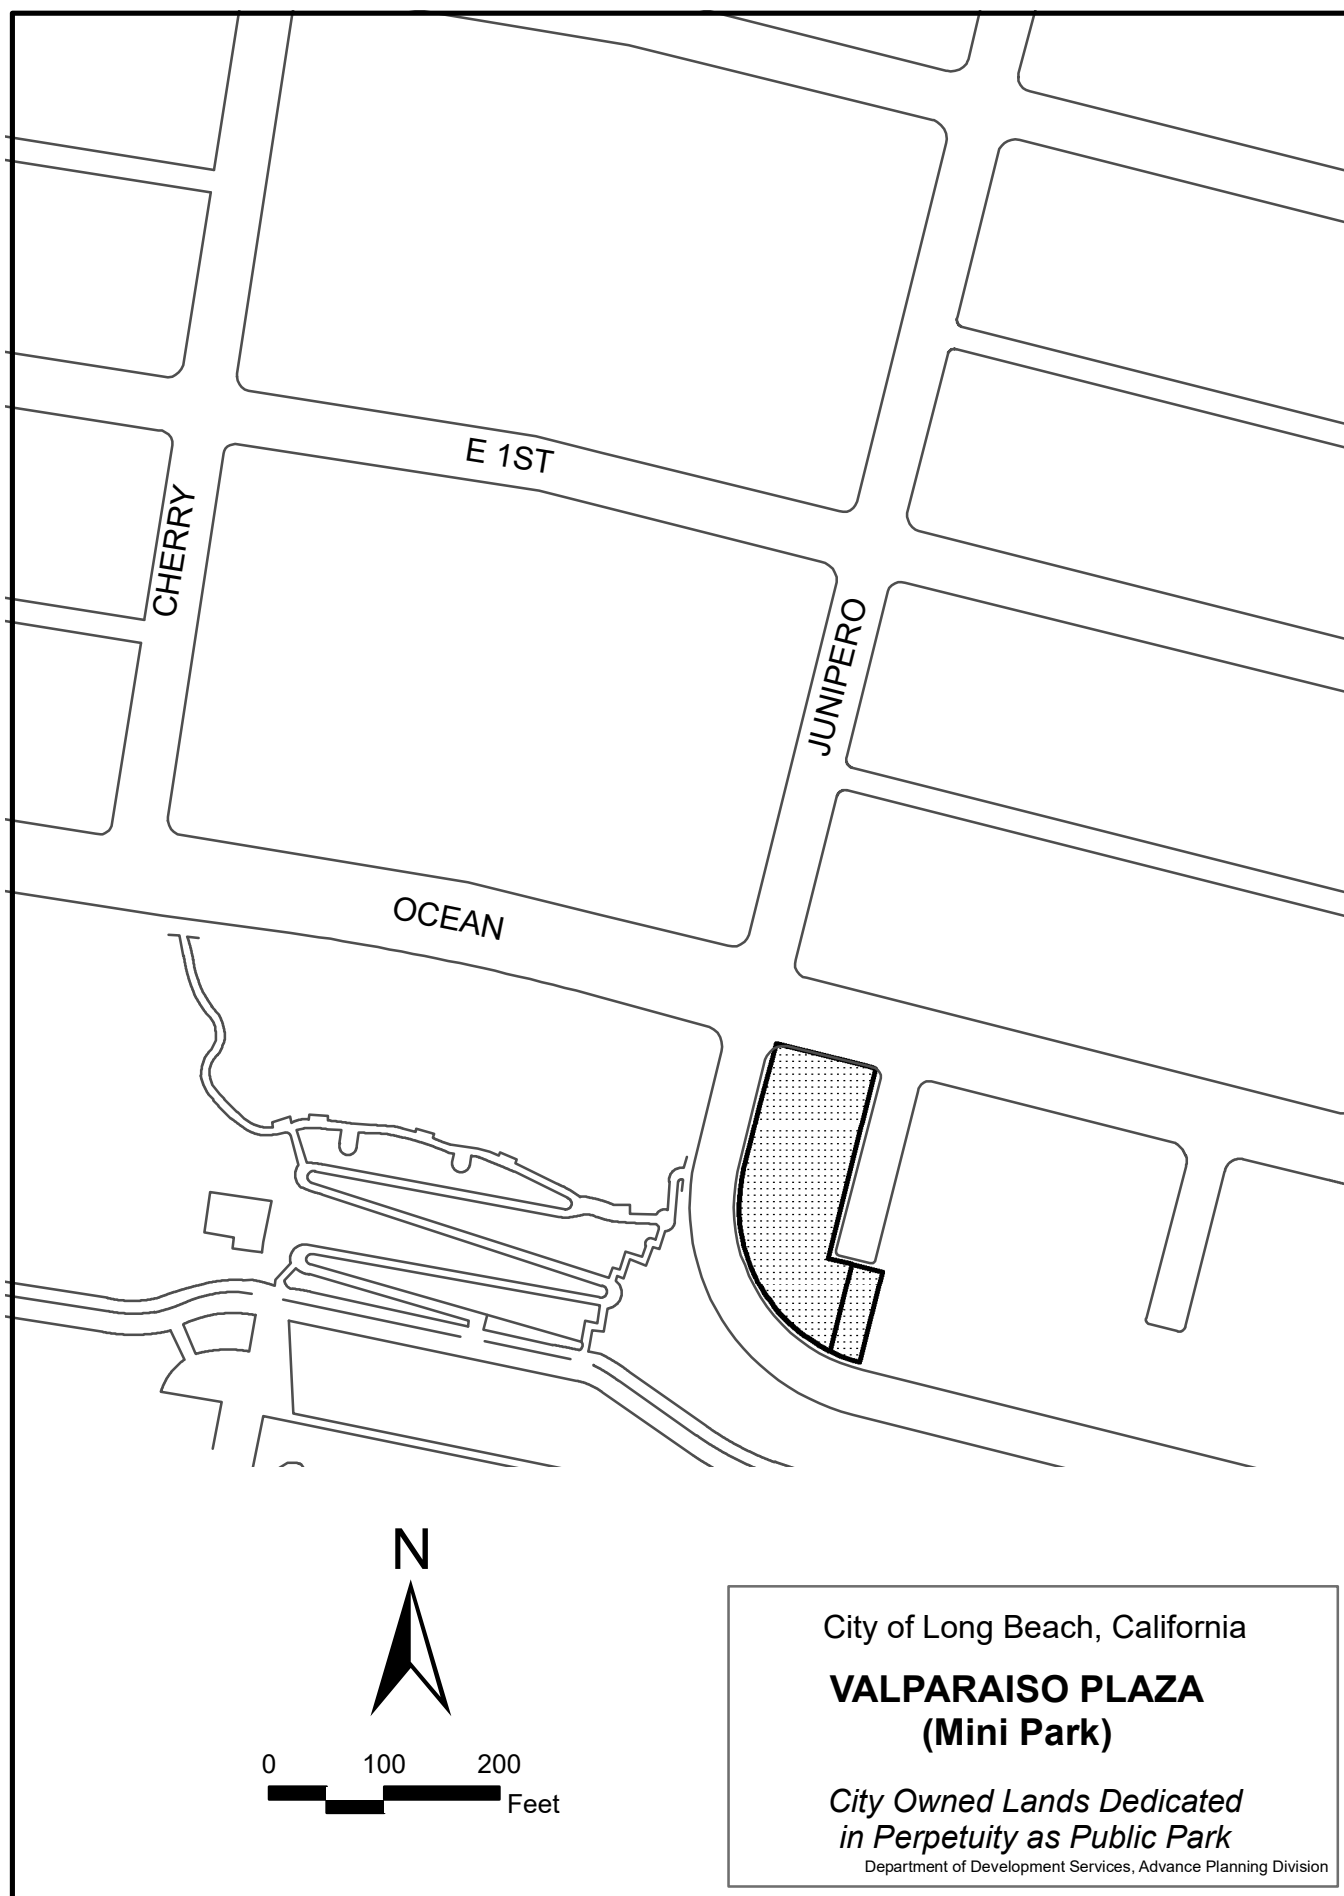 E 1ST
CHERRY
JUNIPERO
OCEAN
N
0 100 200
Feet
City of Long Beach, California
VALPARAISO PLAZA
(Mini Park)
City Owned Lands Dedicated
in Perpetuity as Public Park
Department of Development Services, Advance Planning Division